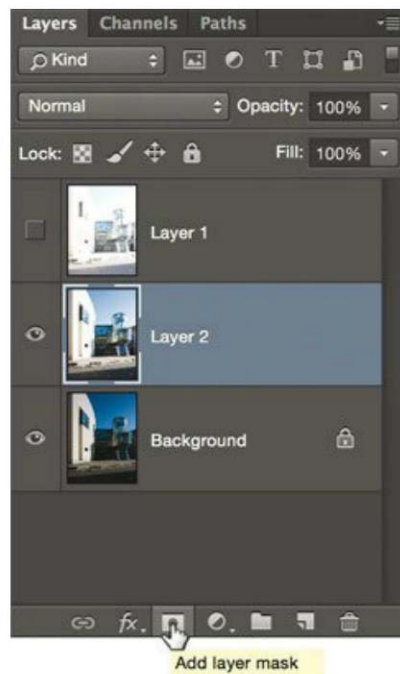 Layers Channels Paths
Kind T
Normal Opacity: 100%
Lock: Fill: 100%
Layer 1
Layer 2
Background
fx.
Add layer mask